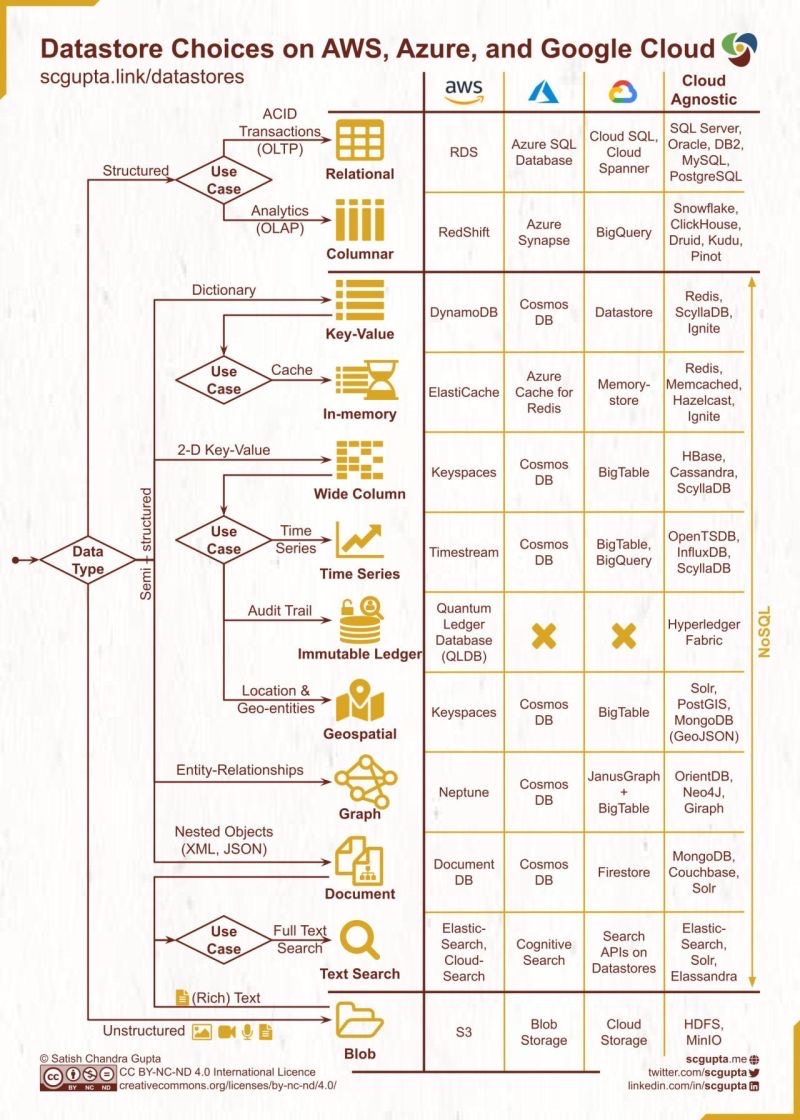 Datastore Choices on AWS, Azure, and Google Cloud
scgupta.link/datastores
aws
Cloud
Agnostic
ACID
Transactions
(OLTP)
Structured
Use
Case
Relational
RDS
Azure SQL
Database
Cloud SQL,
Cloud
Spanner
SQL Server,
Oracle, DB2,
MySQL,
PostgreSQL
Analytics
(OLAP)
Columnar
RedShift
Azure
Synapse
BigQuery
Snowflake,
ClickHouse,
Druid, Kudu,
Pinot
Dictionary
Key-Value
DynamoDB
Cosmos
DB
Datastore
Redis,
ScyllaDB,
Ignite
Use
Case
Cache
In-memory
ElastiCache
Azure
Cache for
Redis
Memory-
store
Redis,
Memcached,
Hazelcast,
Ignite
2-D Key-Value
Wide Column
Keyspaces
Cosmos
DB
BigTable
HBase,
Cassandra,
ScyllaDB
Data
Type
Semi - structured
Use
Case
Time
Series
Time Series
Timestream
Cosmos
DB
BigTable,
BigQuery
OpenTSDB,
InfluxDB,
ScyllaDB
Audit Trail
Immutable Ledger
Quantum
Ledger
Database
(QLDB)
Hyperledger
Fabric
NoSQL
Location &
Geo-entities
Geospatial
Keyspaces
Cosmos
DB
BigTable
Solr,
PostGIS,
MongoDB
(GeoJSON)
Entity-Relationships
Graph
Neptune
Cosmos
DB
JanusGraph
+
BigTable
OrientDB,
Neo4J,
Giraph
Nested Objects
(XML, JSON)
Document
Document
DB
Cosmos
DB
Firestore
MongoDB,
Couchbase,
Solr
Use
Case
Full Text
Search
Text Search
Elastic-
Search,
Cloud-
Search
Cognitive
Search
Search
APIs on
Datastores
Elastic-
Search,
Solr,
Elassandra
(Rich) Text
Unstructured
Blob
S3
Blob
Storage
Cloud
Storage
HDFS,
MinIO
© Satish Chandra Gupta
cc BY NC ND
CC BY-NC-ND 4.0 International Licence
creativecommons.org/licenses/by-nc-nd/4.0/
scgupta.me
twitter.com/scgupta
linkedin.com/in/scgupta